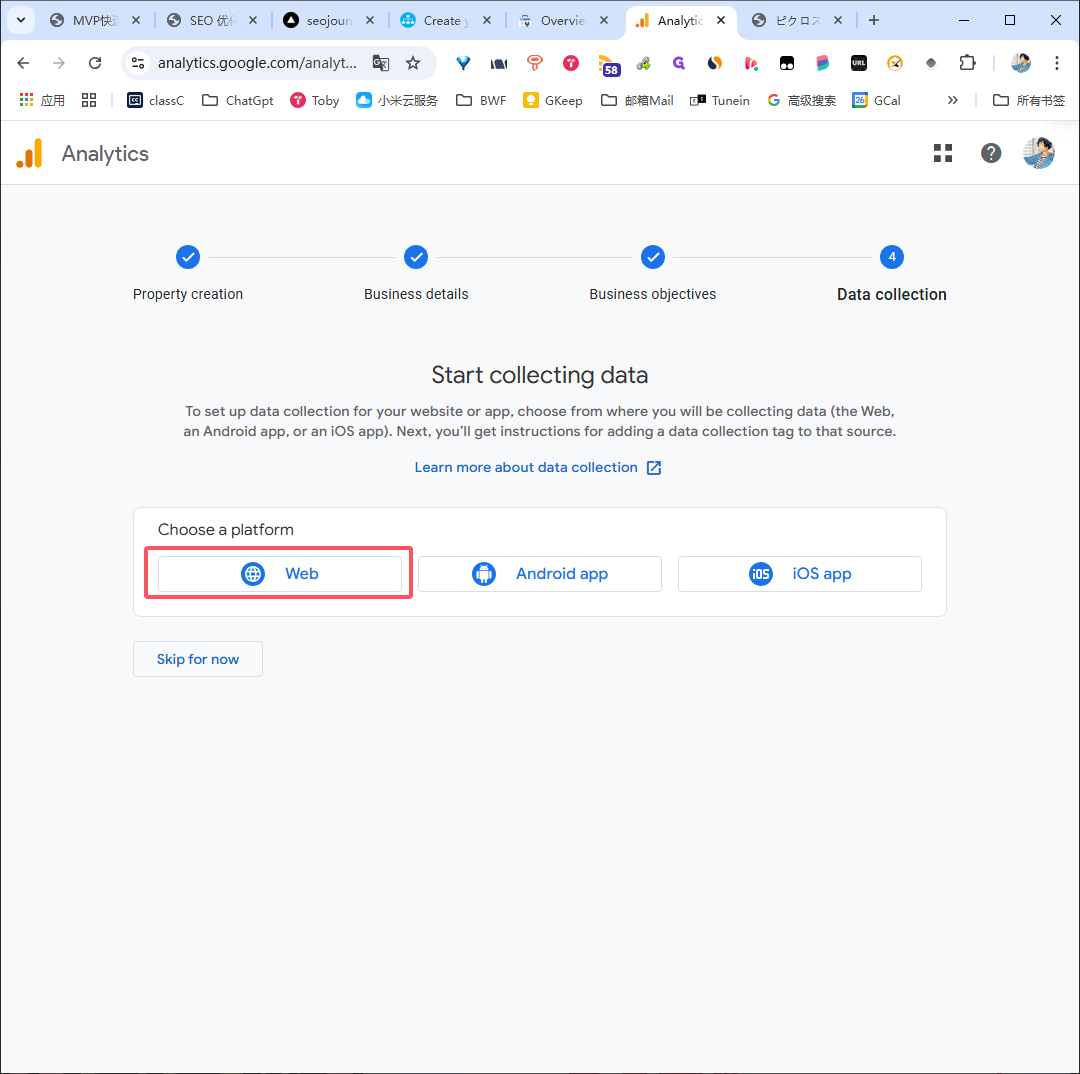 MVP快速
SEO 优化
seojourn
Create y
Overvie
Analytic
ピクロス
analytics.google.com/analyt...
58
URL
应用
classC
ChatGpt
Toby
小米云服务
BWF
GKeep
邮箱Mail
Tunein
高级搜索
26
GCal
所有书签
Analytics
4
Property creation
Business details
Business objectives
Data collection
Start collecting data
To set up data collection for your website or app, choose from where you will be collecting data (the Web,
an Android app, or an iOS app). Next, you’ll get instructions for adding a data collection tag to that source.
Learn more about data collection
Choose a platform
Web
Android app
iOS
iOS app
Skip for now